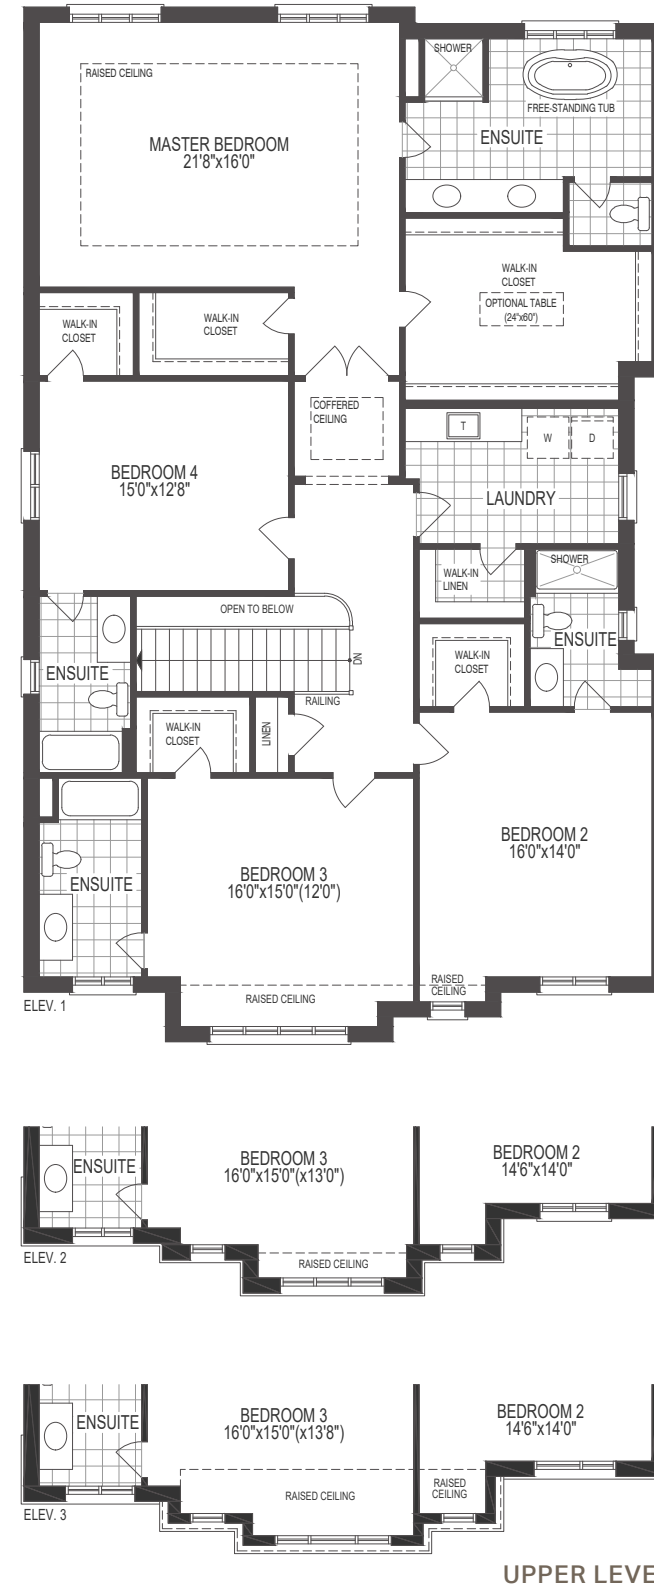 RAISED CEILING
MASTER BEDROOM
21'8"x16'0"
SHOWER
FREE-STANDING TUB
ENSUITE
WALK-IN
CLOSET
OPTIONAL TABLE
(24"x60")
WALK-IN
CLOSET
WALK-IN
CLOSET
COFFERED
CEILING
T
W
D
LAUNDRY
BEDROOM 4
15'0"x12'8"
WALK-IN
LINEN
SHOWER
ENSUITE
OPEN TO BELOW
DN
RAILING
ENSUITE
WALK-IN
CLOSET
WALK-IN
CLOSET
LINEN
BEDROOM 2
16'0"x14'0"
BEDROOM 3
16'0"x15'0"(12'0")
ENSUITE
RAISED
CEILING
RAISED CEILING
ELEV. 1
ENSUITE
BEDROOM 3
16'0"x15'0"(x13'0")
BEDROOM 2
14'6"x14'0"
RAISED CEILING
ELEV. 2
ENSUITE
BEDROOM 3
16'0"x15'0"(x13'8")
BEDROOM 2
14'6"x14'0"
RAISED CEILING
RAISED
CEILING
ELEV. 3
UPPER LEVE